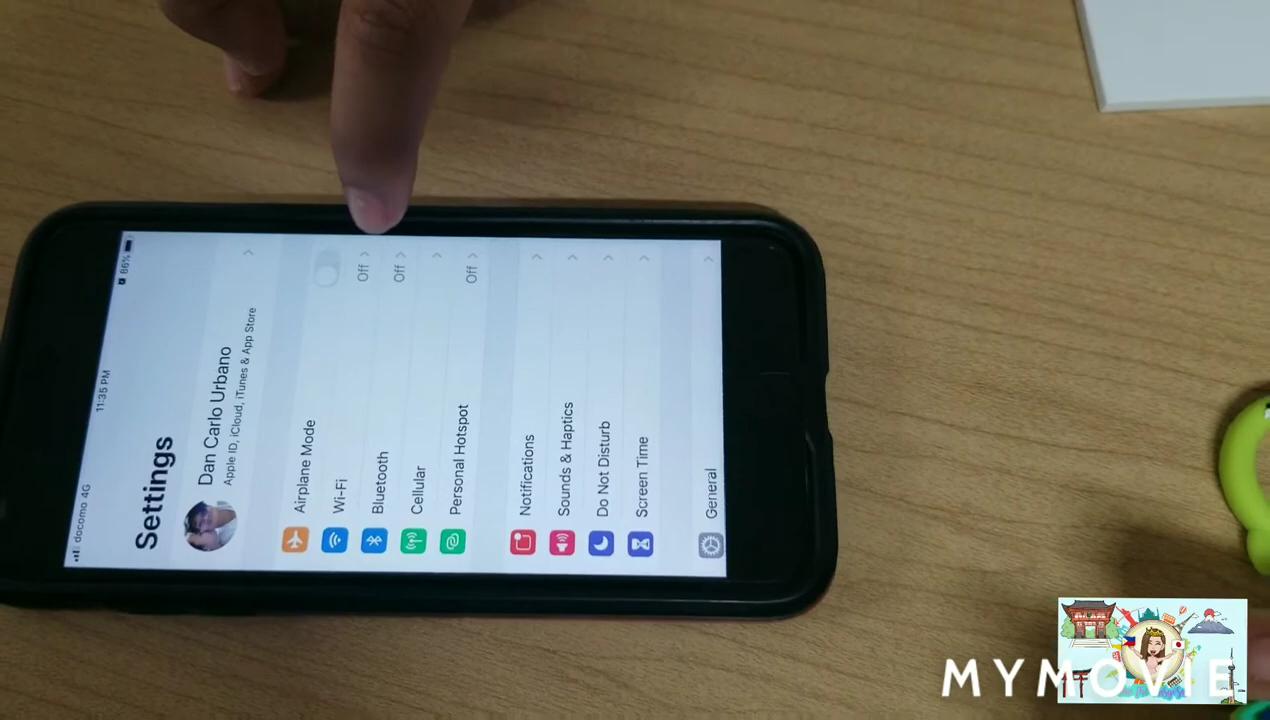 docomo 4G
11:35 PM
86%
Settings
Dan Carlo Urbano
Apple ID, iCloud, iTunes & App Store
Airplane Mode
Wi-Fi Off
Bluetooth Off
Cellular
Personal Hotspot Off
Notifications
Sounds & Haptics
Do Not Disturb
Screen Time
General
MYMOVIE